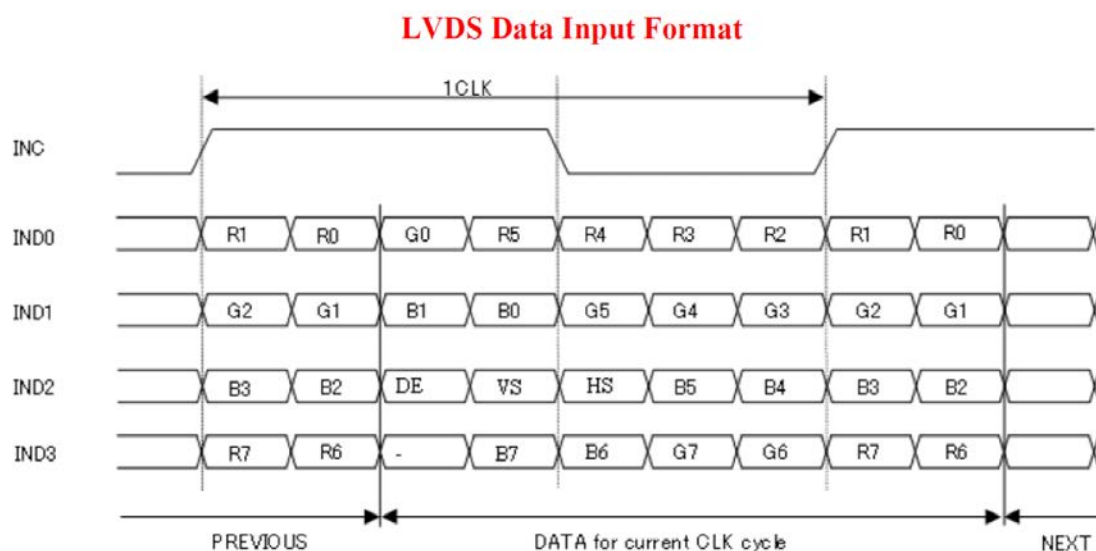 LVDS Data Input Format
1CLK
INC
IND0 R1 R0 G0 R5 R4 R3 R2 R1 R0
IND1 G2 G1 B1 B0 G5 G4 G3 G2 G1
IND2 B3 B2 DE VS HS B5 B4 B3 B2
IND3 R7 R6 - B7 B6 G7 G6 R7 R6
PREVIOUS DATA for current CLK cycle NEXT